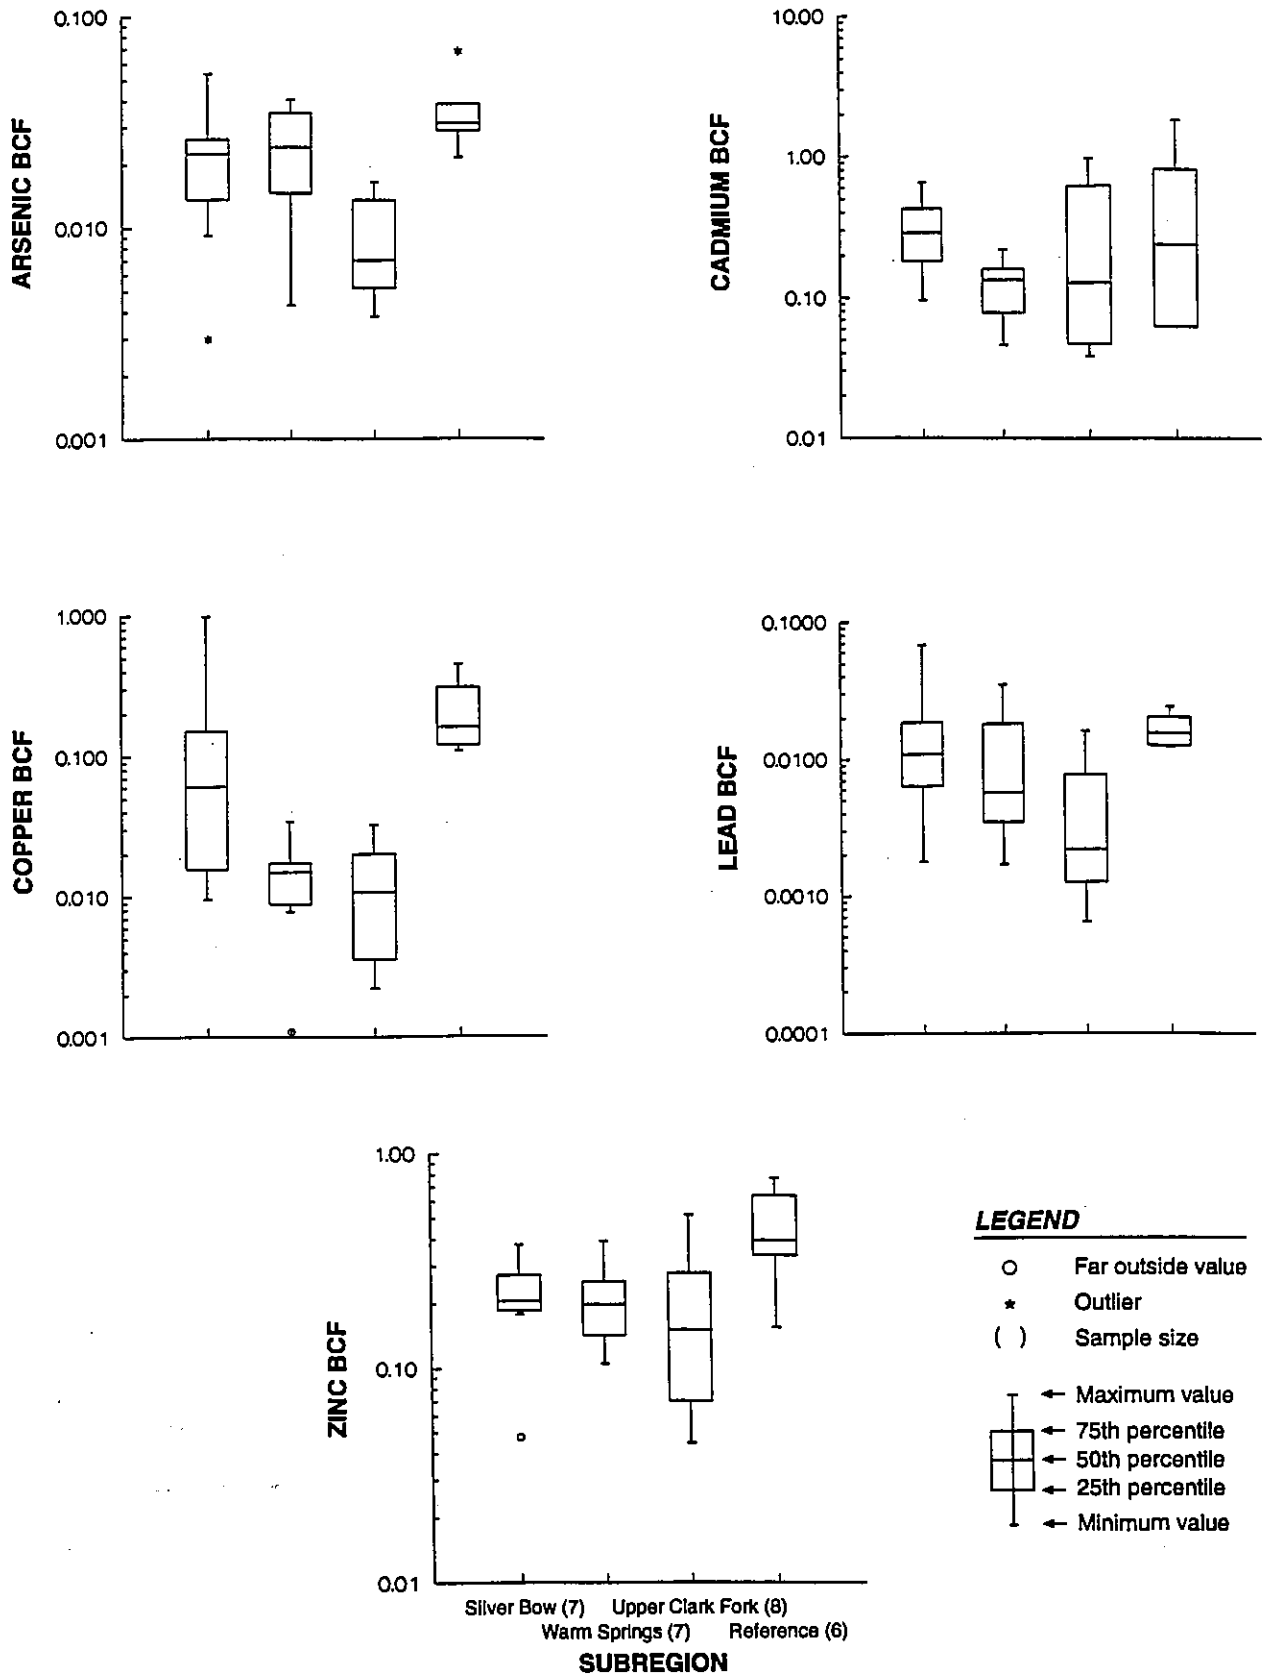 0.100
0.010
0.001
ARSENIC BCF
10.00
1.00
0.10
0.01
CADMIUM BCF
1.000
0.100
0.010
0.001
COPPER BCF
0.1000
0.0100
0.0010
0.0001
LEAD BCF
1.00
0.10
0.01
ZINC BCF
Silver Bow (7) Upper Clark Fork (8)
Warm Springs (7) Reference (6)
SUBREGION
LEGEND
Far outside value
* Outlier
( ) Sample size
Maximum value
75th percentile
50th percentile
25th percentile
Minimum value